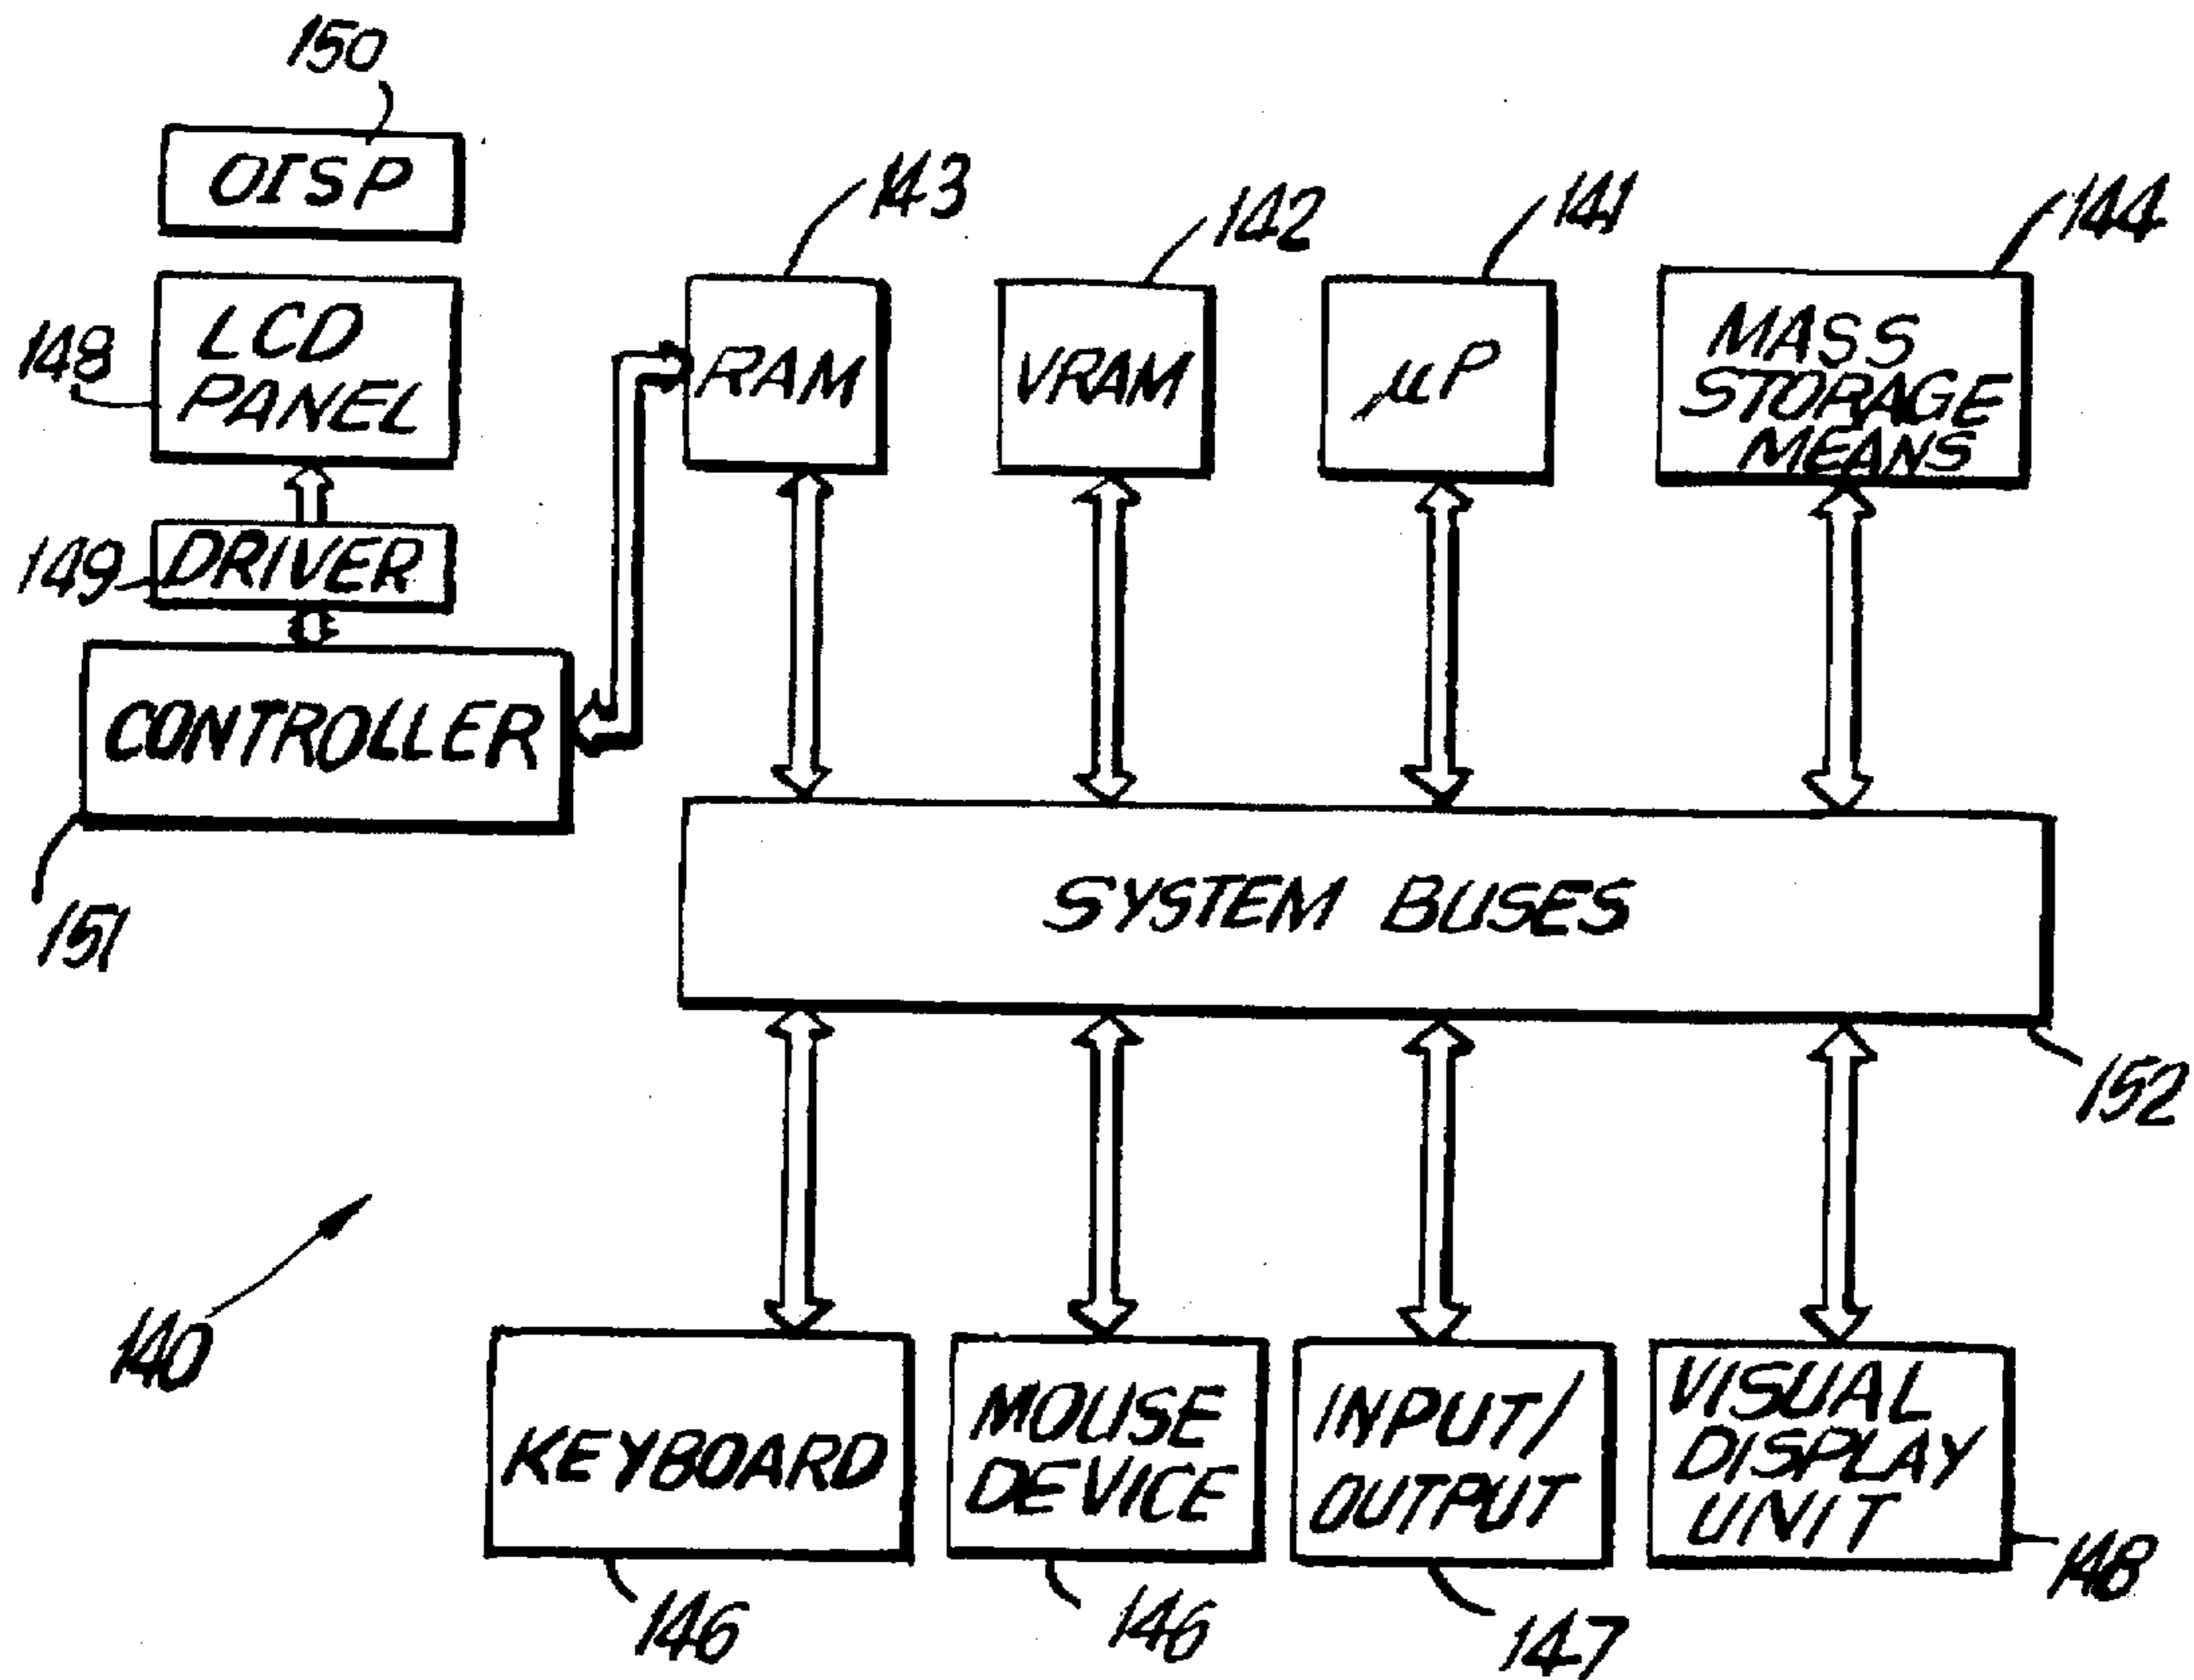 150
OISP
143
142
141
144
LCD
PANEL
148
RAM
VRAM
μP
MASS
STORAGE
MEANS
149
DRIVER
CONTROLLER
151
SYSTEM BUSES
152
140
KEYBOARD
MOUSE
DEVICE
INPUT/
OUTPUT
VISUAL
DISPLAY
UNIT
146
146
147
148